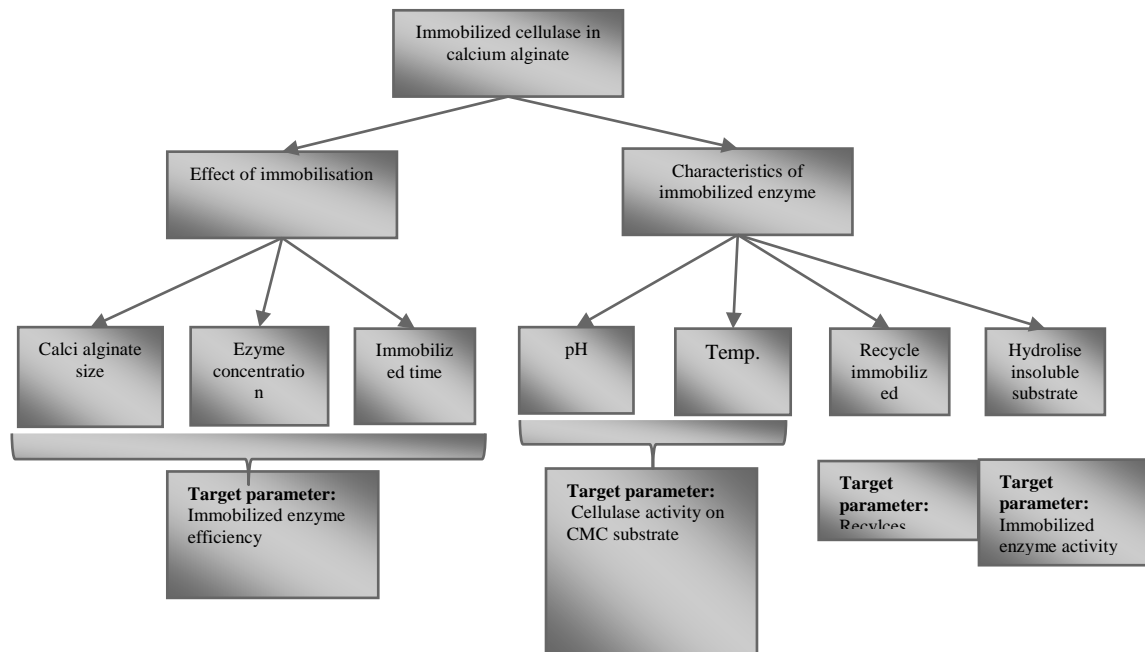 Immobilized cellulase in
calcium alginate
Effect of immobilisation
Characteristics of
immobilized enzyme
Calci alginate
size
Ezyme
concentratio
n
Immobiliz
ed time
pH
Temp.
Recycle
immobiliz
ed
Hydrolise
insoluble
substrate
Target parameter:
Immobilized enzyme
efficiency
Target parameter:
Cellulase activity on
CMC substrate
Target
parameter:
Recylces
Target
parameter:
Immobilized
enzyme activity